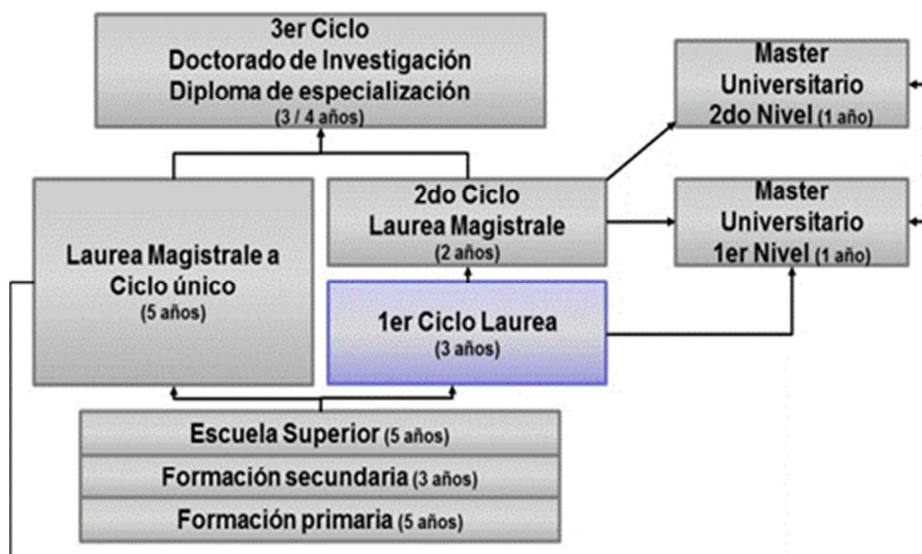 3er Ciclo
Doctorado de Investigación
Diploma de especialización
(3 / 4 años)
Master
Universitario
2do Nivel (1 año)
Laurea Magistrale a
Ciclo único
(5 años)
2do Ciclo
Laurea Magistrale
(2 años)
Master
Universitario
1er Nivel (1 año)
1er Ciclo Laurea
(3 años)
Escuela Superior (5 años)
Formación secundaria (3 años)
Formación primaria (5 años)